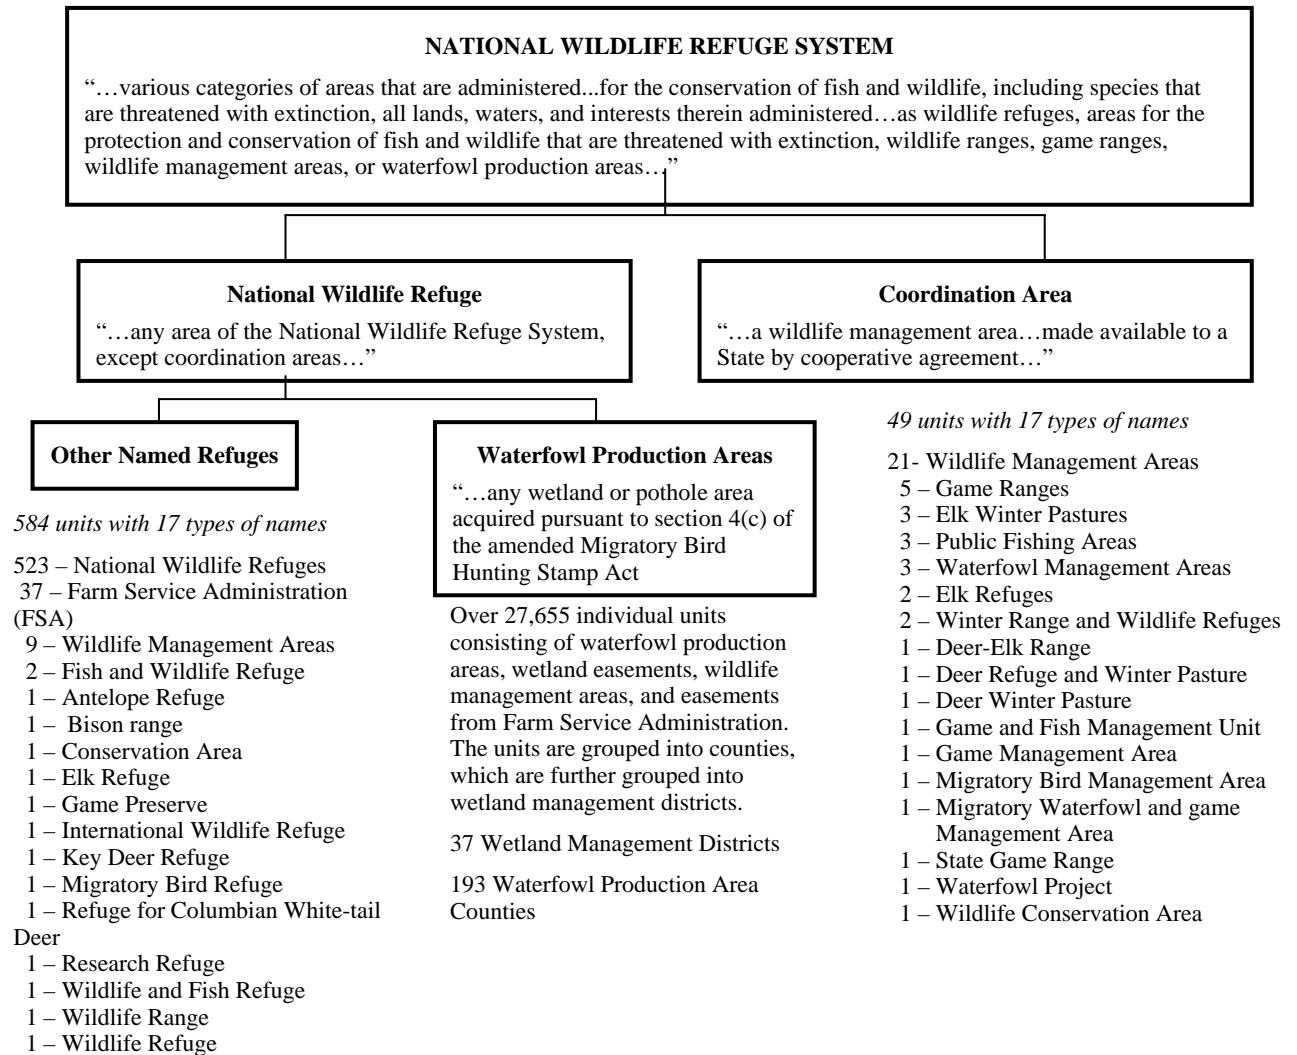 NATIONAL WILDLIFE REFUGE SYSTEM
“…various categories of areas that are administered...for the conservation of fish and wildlife, including species that
are threatened with extinction, all lands, waters, and interests therein administered…as wildlife refuges, areas for the
protection and conservation of fish and wildlife that are threatened with extinction, wildlife ranges, game ranges,
wildlife management areas, or waterfowl production areas…”
National Wildlife Refuge
“…any area of the National Wildlife Refuge System,
except coordination areas…”
Coordination Area
“…a wildlife management area…made available to a
State by cooperative agreement…”
Other Named Refuges
584 units with 17 types of names
523 – National Wildlife Refuges
37 – Farm Service Administration
(FSA)
9 – Wildlife Management Areas
2 – Fish and Wildlife Refuge
1 – Antelope Refuge
1 – Bison range
1 – Conservation Area
1 – Elk Refuge
1 – Game Preserve
1 – International Wildlife Refuge
1 – Key Deer Refuge
1 – Migratory Bird Refuge
1 – Refuge for Columbian White-tail
Deer
1 – Research Refuge
1 – Wildlife and Fish Refuge
1 – Wildlife Range
1 – Wildlife Refuge
Waterfowl Production Areas
“…any wetland or pothole area
acquired pursuant to section 4(c) of
the amended Migratory Bird
Hunting Stamp Act
Over 27,655 individual units
consisting of waterfowl production
areas, wetland easements, wildlife
management areas, and easements
from Farm Service Administration.
The units are grouped into counties,
which are further grouped into
wetland management districts.
37 Wetland Management Districts
193 Waterfowl Production Area
Counties
49 units with 17 types of names
21- Wildlife Management Areas
5 – Game Ranges
3 – Elk Winter Pastures
3 – Public Fishing Areas
3 – Waterfowl Management Areas
2 – Elk Refuges
2 – Winter Range and Wildlife Refuges
1 – Deer-Elk Range
1 – Deer Refuge and Winter Pasture
1 – Deer Winter Pasture
1 – Game and Fish Management Unit
1 – Game Management Area
1 – Migratory Bird Management Area
1 – Migratory Waterfowl and game
Management Area
1 – State Game Range
1 – Waterfowl Project
1 – Wildlife Conservation Area